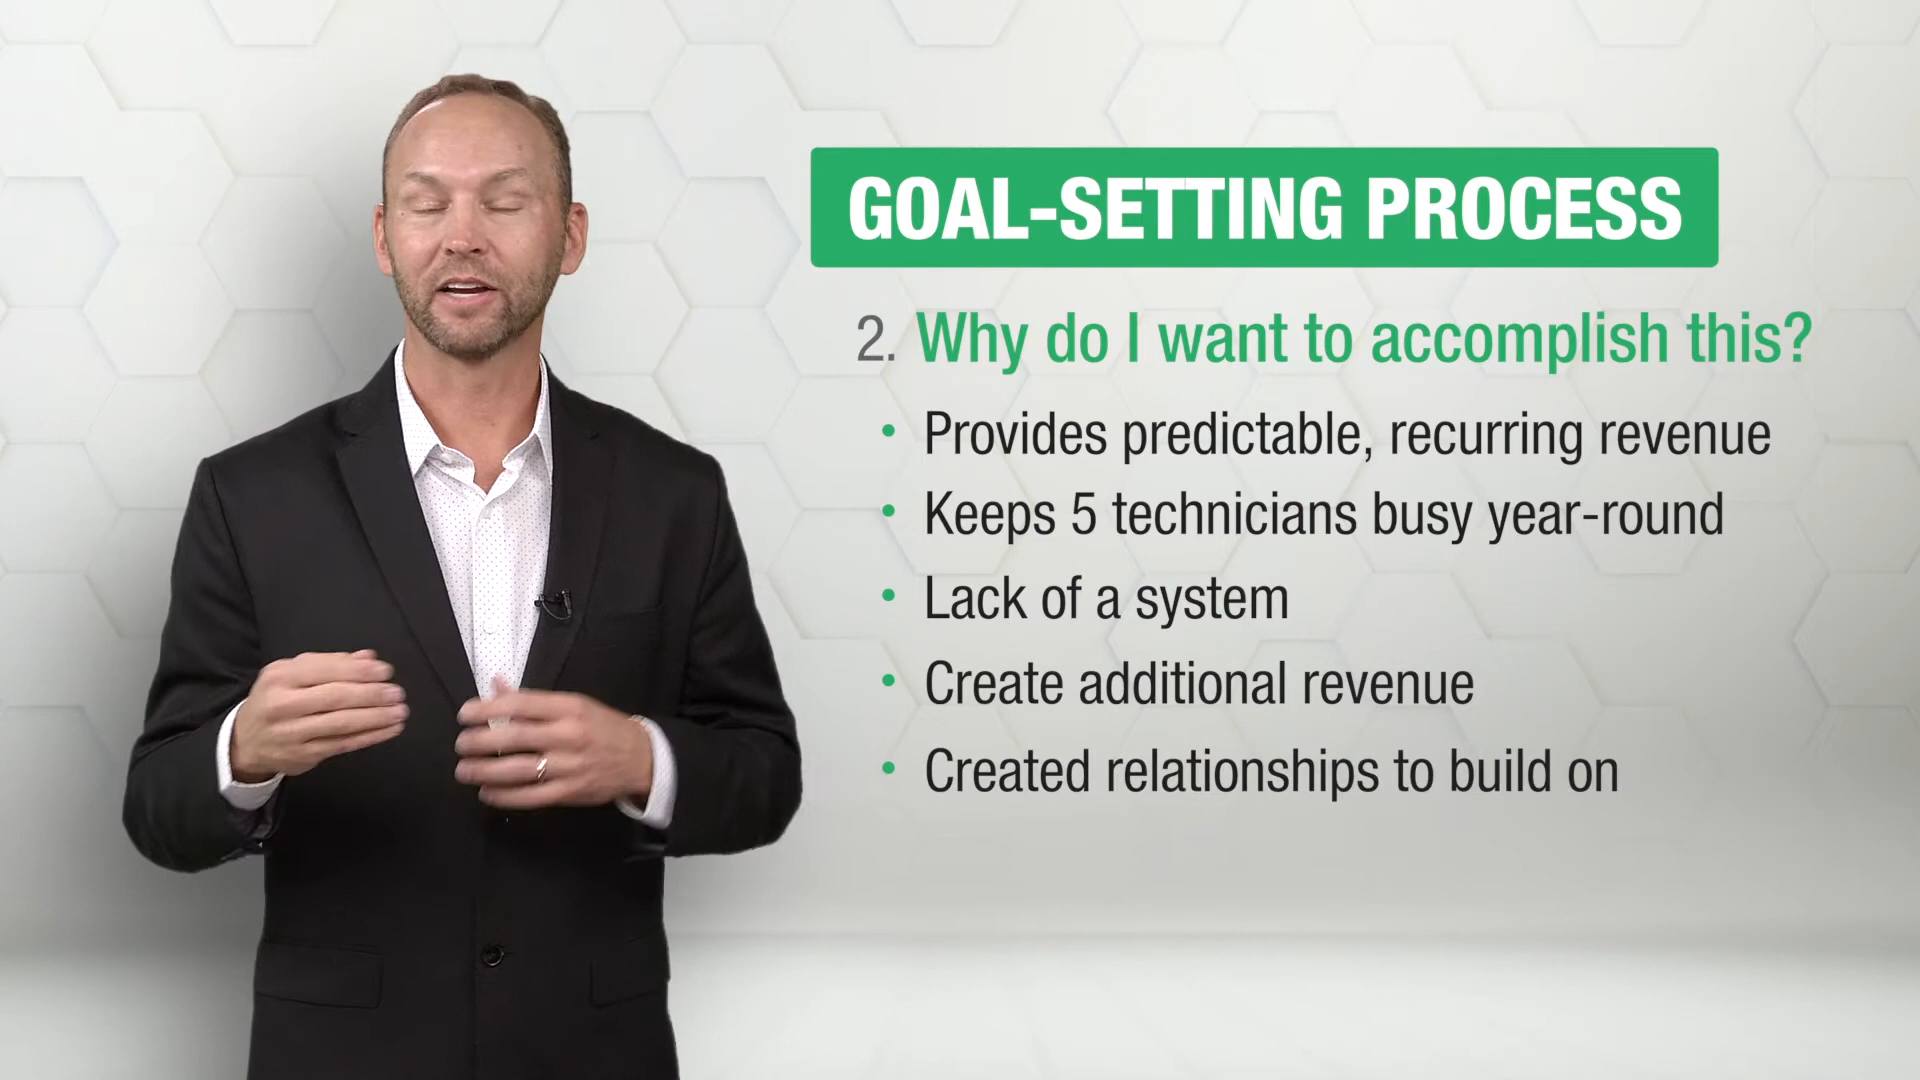 GOAL-SETTING PROCESS
2. Why do I want to accomplish this?
• Provides predictable, recurring revenue
• Keeps 5 technicians busy year-round
• Lack of a system
• Create additional revenue
• Created relationships to build on